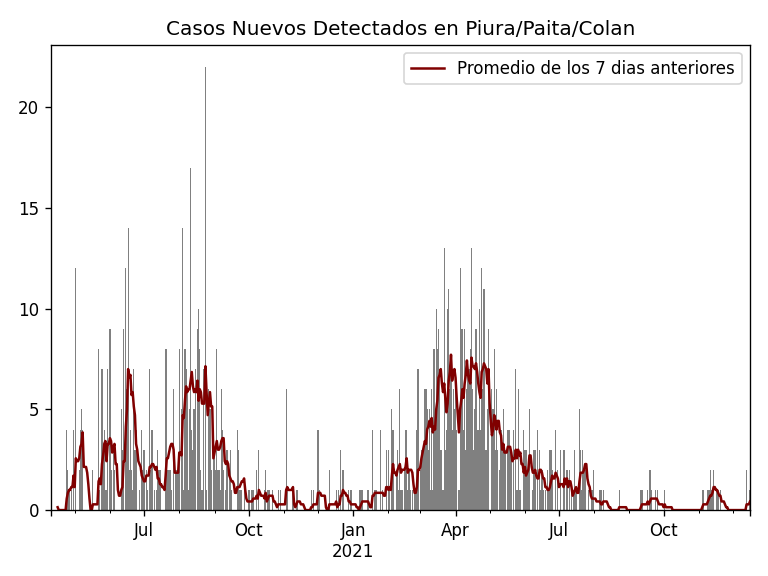 Casos Nuevos Detectados en Piura/Paita/Colan
Promedio de los 7 dias anteriores
20
15
10
5
0
Jul Oct Jan Apr Jul Oct
2021